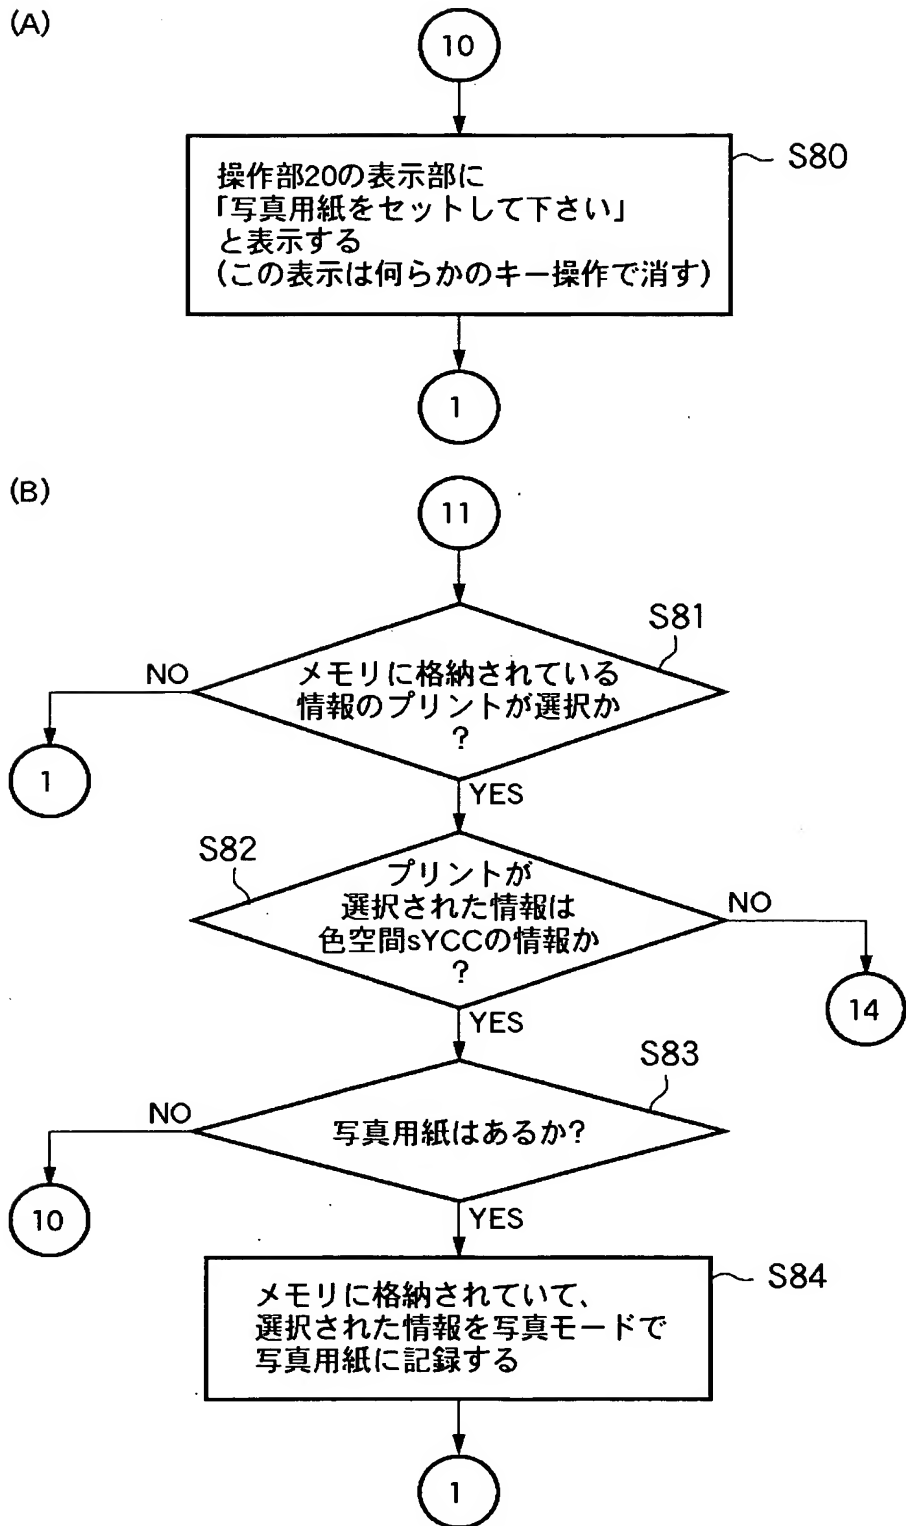 (A)
10
S80
操作部20の表示部に
「写真用紙をセットして下さい」
と表示する
(この表示は何らかのキー操作で消す)
1
(B)
11
S81
メモリに格納されている
情報のプリントが選択か
?
NO
1
YES
S82
プリントが
選択された情報は
色空間sYCCの情報か
?
NO
14
YES
S83
写真用紙はあるか?
NO
10
YES
S84
メモリに格納されていて、
選択された情報を写真モードで
写真用紙に記録する
1